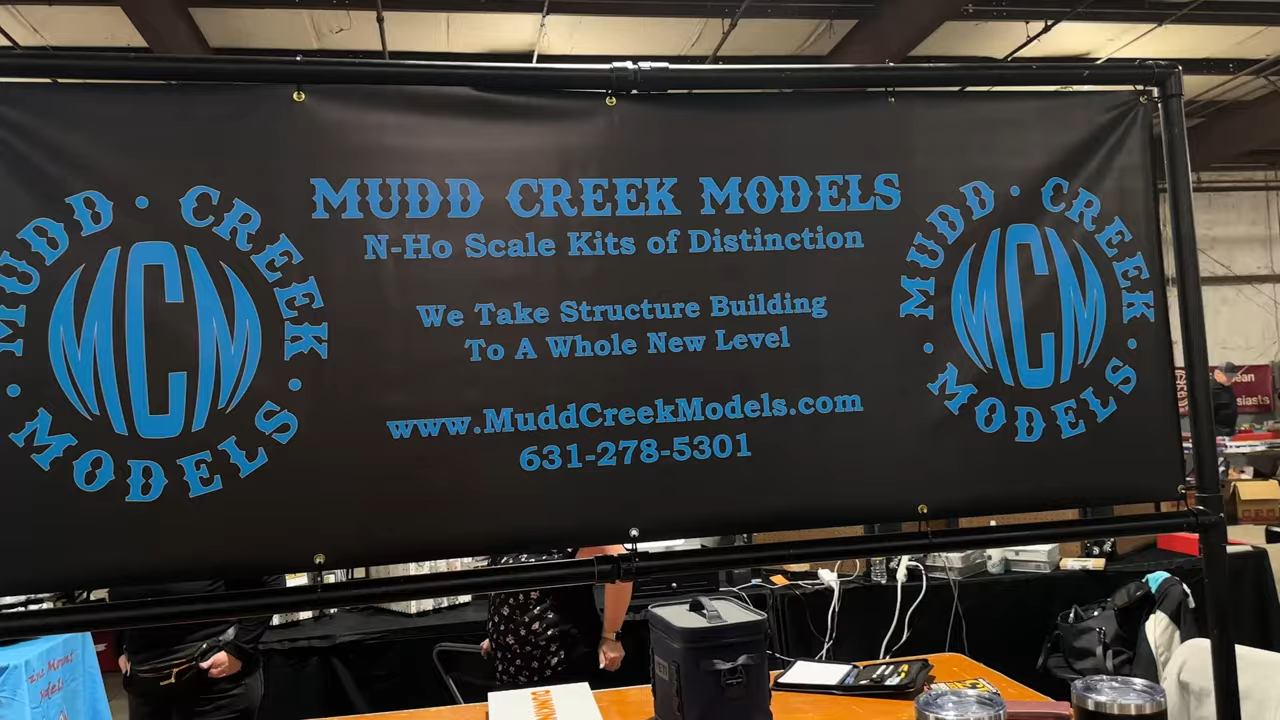 MUDD · CREEK
MCM
MODELS
MUDD CREEK MODELS
N-Ho Scale Kits of Distinction
We Take Structure Building
To A Whole New Level
www.MuddCreekModels.com
631-278-5301
MUDD · CREEK
MCM
· MODELS ·
YETI